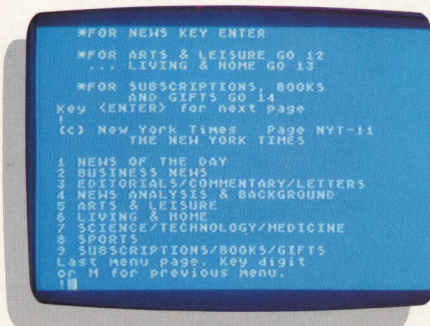 *FOR NEWS KEY ENTER
*FOR ARTS & LEISURE GO 12
... LIVING & HOME GO 13
*FOR SUBSCRIPTIONS, BOOKS
AND GIFTS GO 14
Key <ENTER> for next page
!
(c) New York Times Page NYT-11
THE NEW YORK TIMES
1 NEWS OF THE DAY
2 BUSINESS NEWS
3 EDITORIALS/COMMENTARY/LETTERS
4 NEWS ANALYSIS & BACKGROUND
5 ARTS & LEISURE
6 LIVING & HOME
7 SCIENCE/TECHNOLOGY/MEDICINE
8 SPORTS
9 SUBSCRIPTIONS/BOOKS/GIFTS
Last menu page. Key digit
or M for previous menu.
!